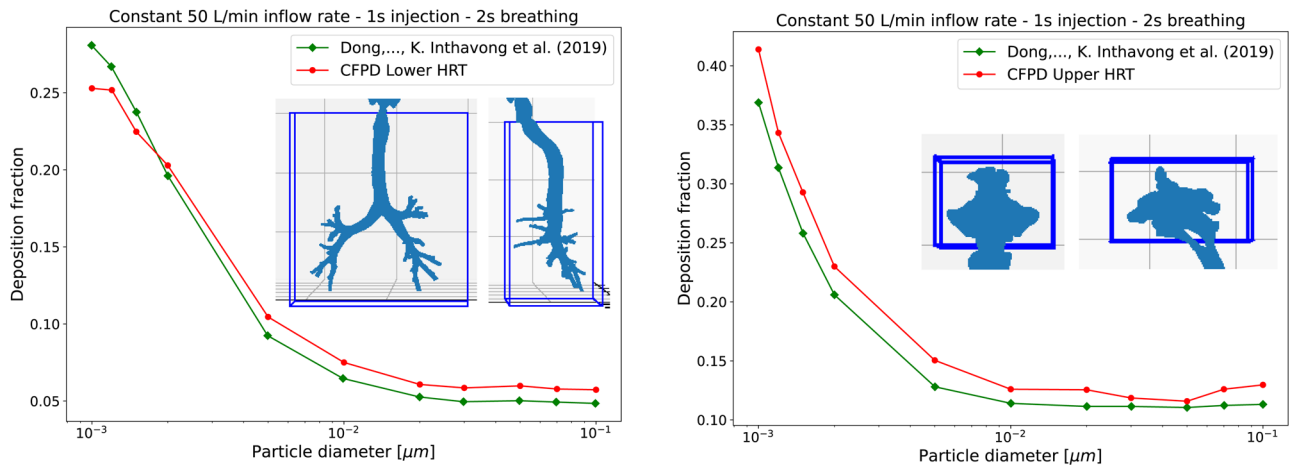 Constant 50 L/min inflow rate - 1s injection - 2s breathing
Dong,..., K. Inthavong et al. (2019)
CFPD Lower HRT
Deposition fraction
0.25
0.20
0.15
0.10
0.05
10⁻³
10⁻²
10⁻¹
Particle diameter [μm]
Constant 50 L/min inflow rate - 1s injection - 2s breathing
Dong,..., K. Inthavong et al. (2019)
CFPD Upper HRT
Deposition fraction
0.40
0.35
0.30
0.25
0.20
0.15
0.10
10⁻³
10⁻²
10⁻¹
Particle diameter [μm]